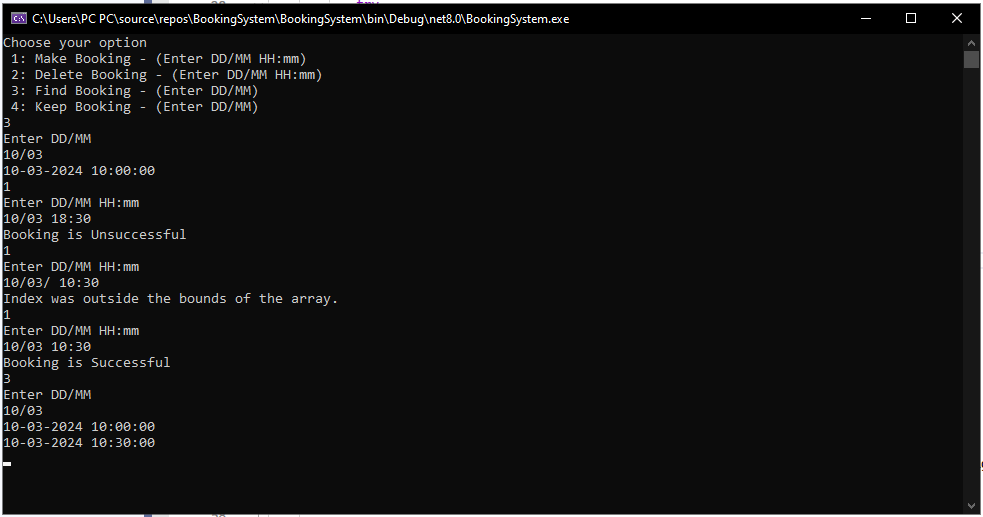 C:\Users\PC PC\source\repos\BookingSystem\BookingSystem\bin\Debug\net8.0\BookingSystem.exe
Choose your option
 1: Make Booking - (Enter DD/MM HH:mm)
 2: Delete Booking - (Enter DD/MM HH:mm)
 3: Find Booking - (Enter DD/MM)
 4: Keep Booking - (Enter DD/MM)
3
Enter DD/MM
10/03
10-03-2024 10:00:00
1
Enter DD/MM HH:mm
10/03 18:30
Booking is Unsuccessful
1
Enter DD/MM HH:mm
10/03/ 10:30
Index was outside the bounds of the array.
1
Enter DD/MM HH:mm
10/03 10:30
Booking is Successful
3
Enter DD/MM
10/03
10-03-2024 10:00:00
10-03-2024 10:30:00